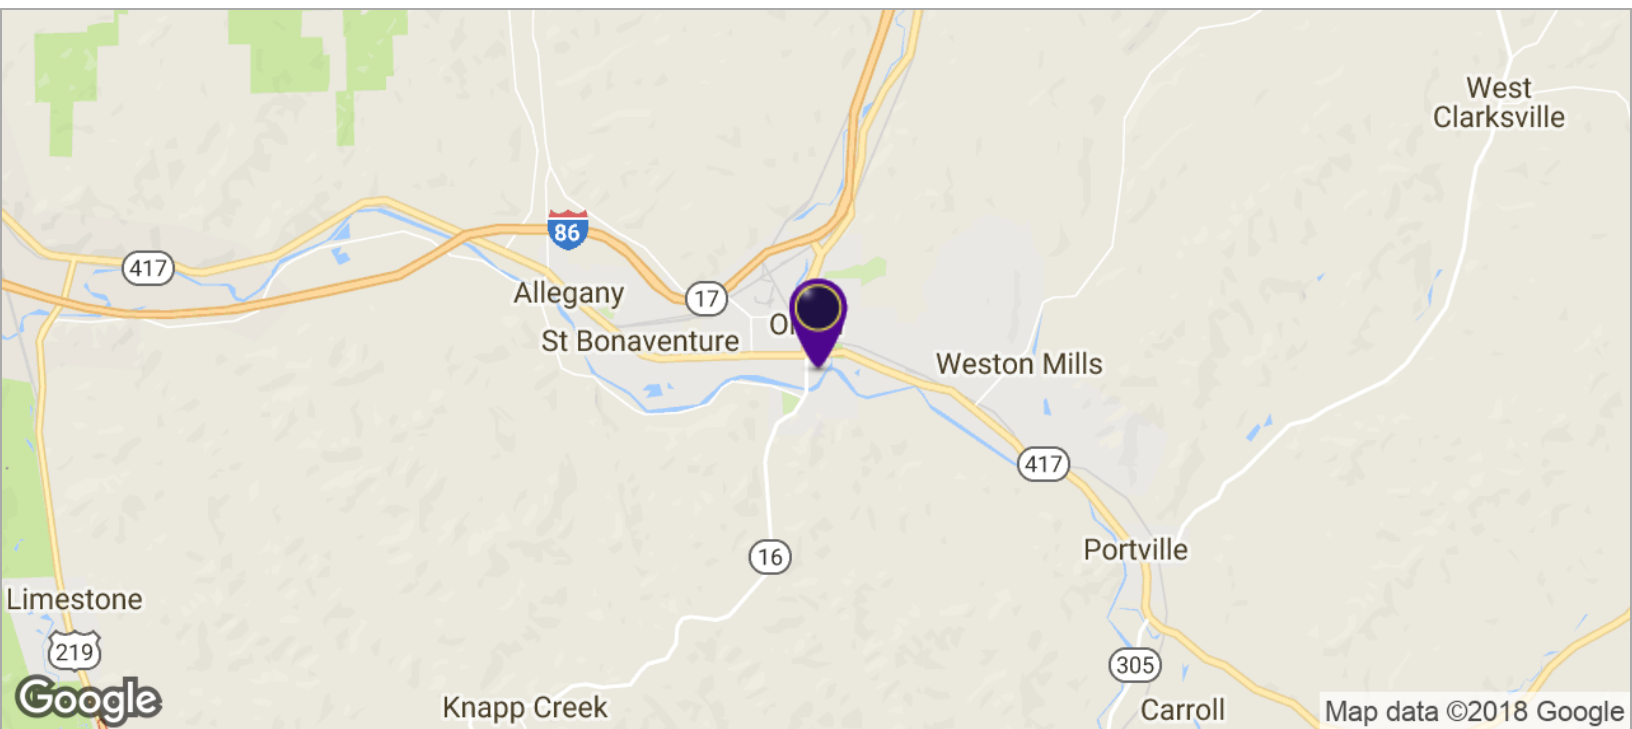 West
Clarksville
86
417
Allegany
17
St Bonaventure
Weston Mills
417
Portville
16
Limestone
219
305
Google
Knapp Creek
Carroll
Map data ©2018 Google